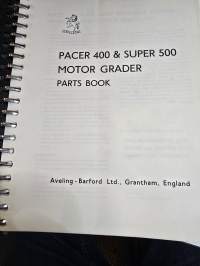 PACER 400 & SUPER 500
MOTOR GRADER
PARTS BOOK
Aveling-Barford Ltd., Grantham, England